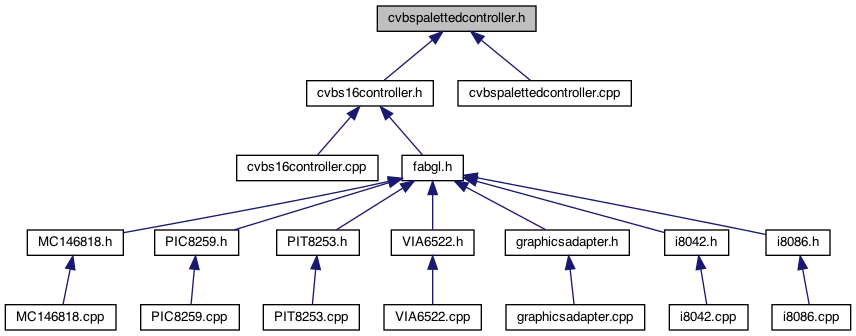 cvbspalettedcontroller.h
cvbs16controller.h
cvbspalettedcontroller.cpp
cvbs16controller.cpp
fabgl.h
MC146818.h
PIC8259.h
PIT8253.h
VIA6522.h
graphicsadapter.h
i8042.h
i8086.h
MC146818.cpp
PIC8259.cpp
PIT8253.cpp
VIA6522.cpp
graphicsadapter.cpp
i8042.cpp
i8086.cpp